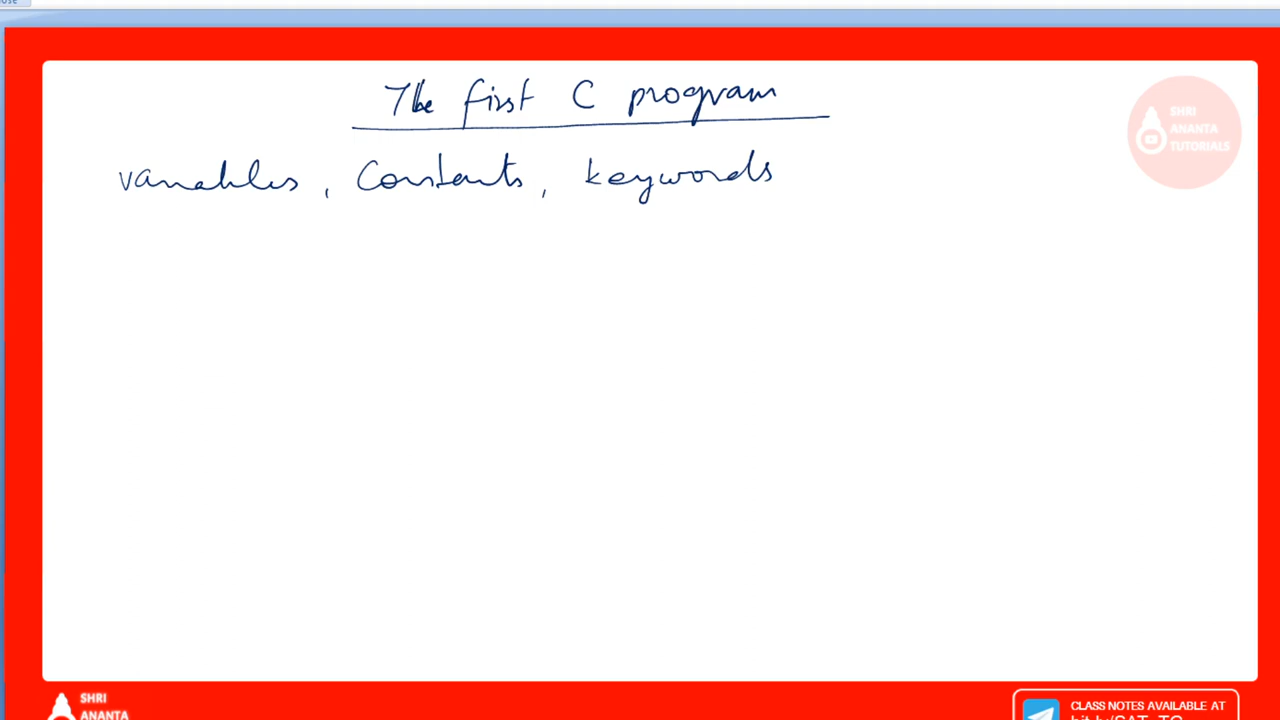 The first C program
SHRI
ANANTA
TUTORIALS
variables, Constants, keywords
SHRI
ANANTA
CLASS NOTES AVAILABLE AT